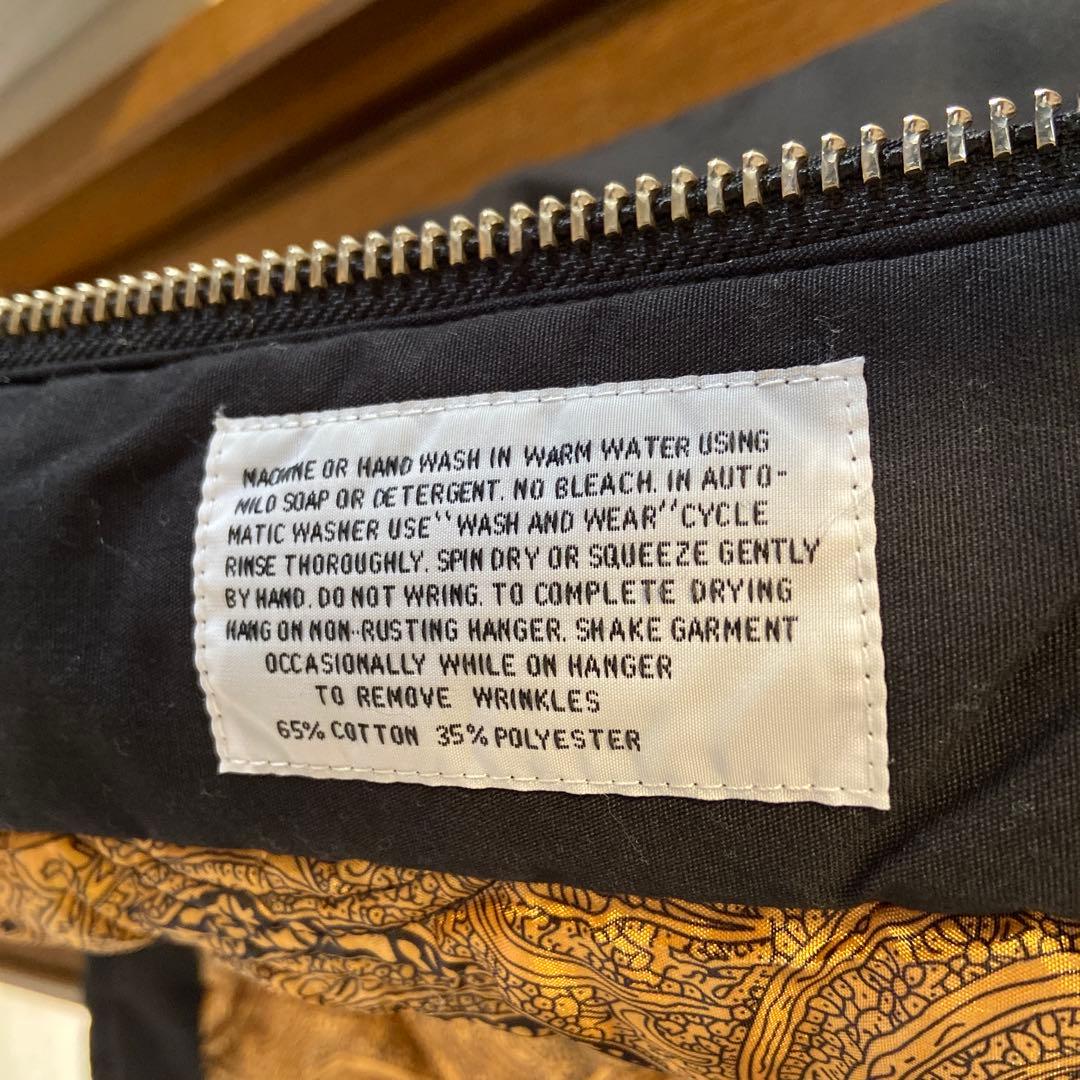 MACHINE OR HAND WASH IN WARM WATER USING
MILD SOAP OR DETERGENT. NO BLEACH. IN AUTO-
MATIC WASHER USE "WASH AND WEAR" CYCLE
RINSE THOROUGHLY. SPIN DRY OR SQUEEZE GENTLY
BY HAND. DO NOT WRING. TO COMPLETE DRYING
HANG ON NON-RUSTING HANGER. SHAKE GARMENT
OCCASIONALLY WHILE ON HANGER
TO REMOVE WRINKLES
65% COTTON 35% POLYESTER